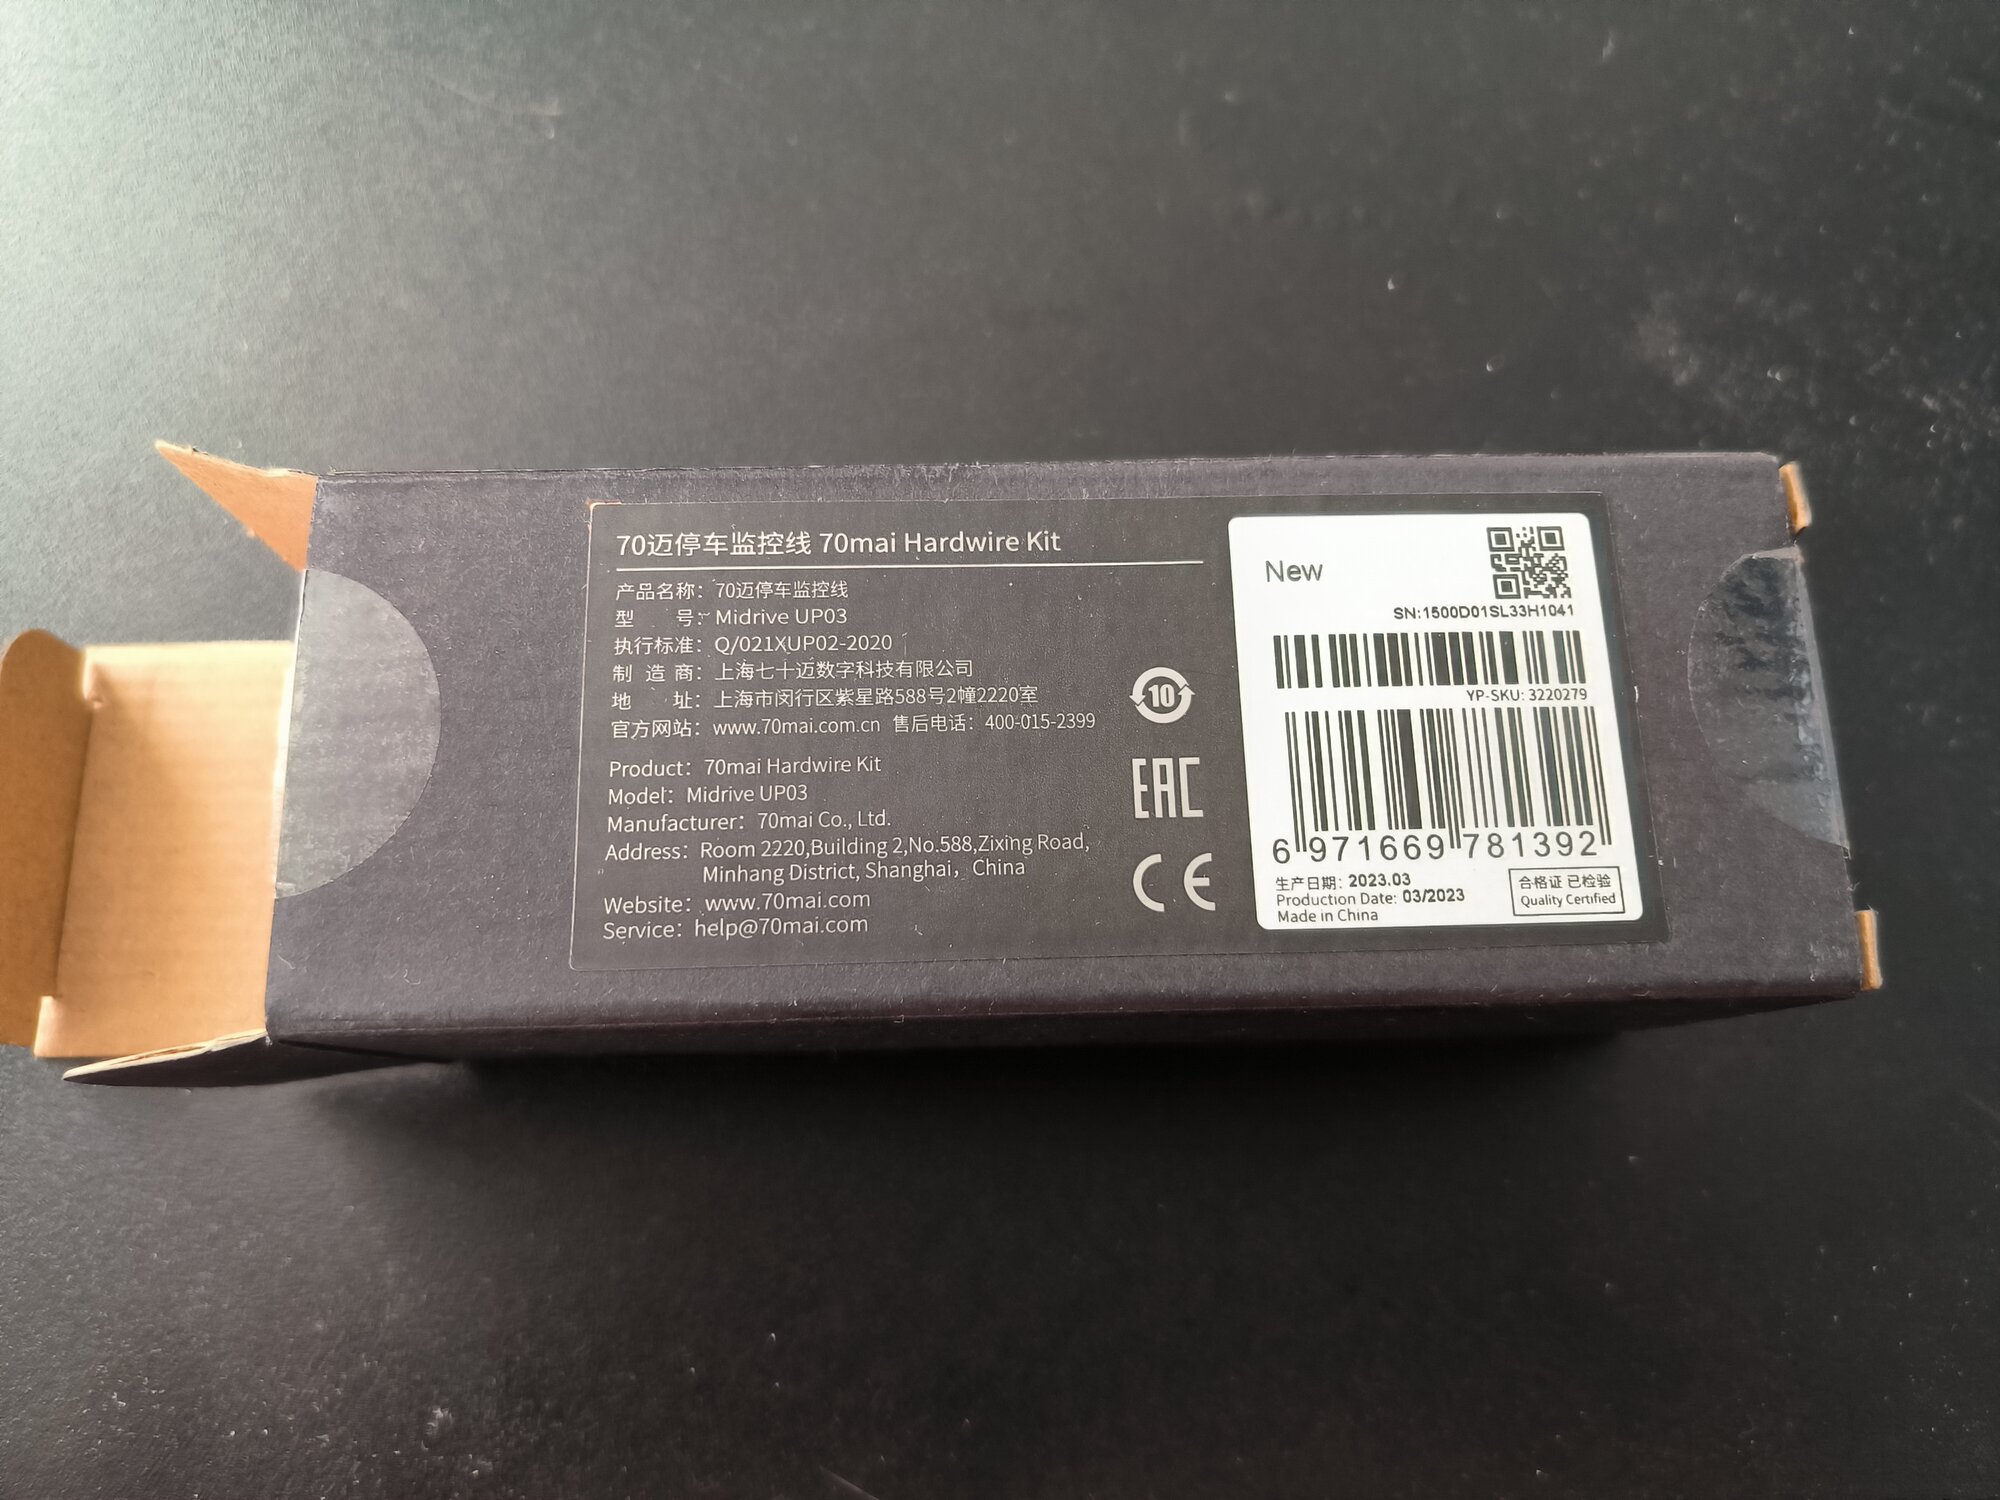 70迈停车监控线 70mai Hardwire Kit
产品名称：70迈停车监控线
型 号：Midrive UP03
执行标准：Q/021XUP02-2020
制 造 商：上海七十迈数字科技有限公司
地 址：上海市闵行区紫星路588号2幢2220室
官方网站：www.70mai.com.cn 售后电话：400-015-2399
Product：70mai Hardwire Kit
Model：Midrive UP03
Manufacturer：70mai Co., Ltd.
Address：Room 2220,Building 2,No.588,Zixing Road,
Minhang District, Shanghai，China
Website：www.70mai.com
Service：help@70mai.com
10
EAC
CE
New
SN:1500D01SL33H1041
YP-SKU: 3220279
6 971669 781392
生产日期：2023.03
Production Date: 03/2023
Made in China
合格证 已检验
Quality Certified